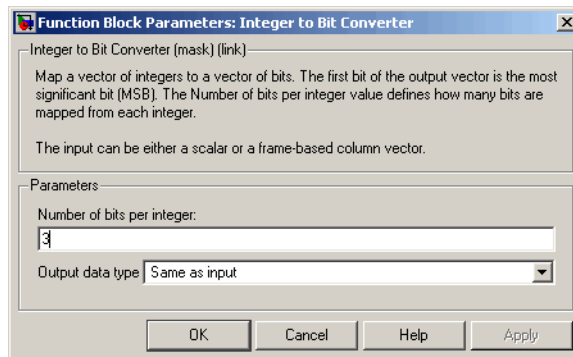 Function Block Parameters: Integer to Bit Converter
Integer to Bit Converter (mask) (link)
Map a vector of integers to a vector of bits. The first bit of the output vector is the most
significant bit (MSB). The Number of bits per integer value defines how many bits are
mapped from each integer.
The input can be either a scalar or a frame-based column vector.
Parameters
Number of bits per integer:
3
Output data type Same as input
OK Cancel Help Apply